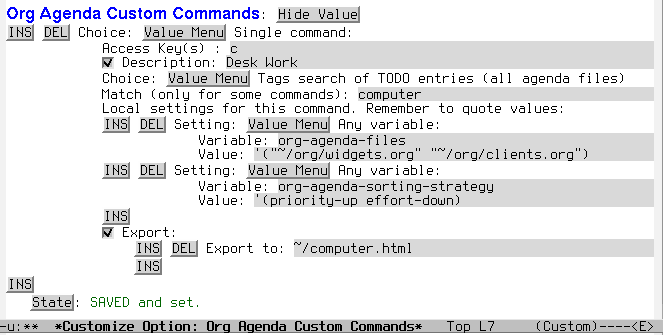 Org Agenda Custom Commands: Hide Value
INS DEL Choice: Value Menu Single command:
Access Key(s) : c
Description: Desk Work
Choice: Value Menu Tags search of TODO entries (all agenda files)
Match (only for some commands): computer
Local settings for this command. Remember to quote values:
INS DEL Setting: Value Menu Any variable:
Variable: org-agenda-files
Value: '("~/org/widgets.org" "~/org/clients.org")
INS DEL Setting: Value Menu Any variable:
Variable: org-agenda-sorting-strategy
Value: '(priority-up effort-down)
INS
Export:
INS DEL Export to: ~/computer.html
INS
INS
State: SAVED and set.
-u:** *Customize Option: Org Agenda Custom Commands* Top L7 (Custom)----<E>